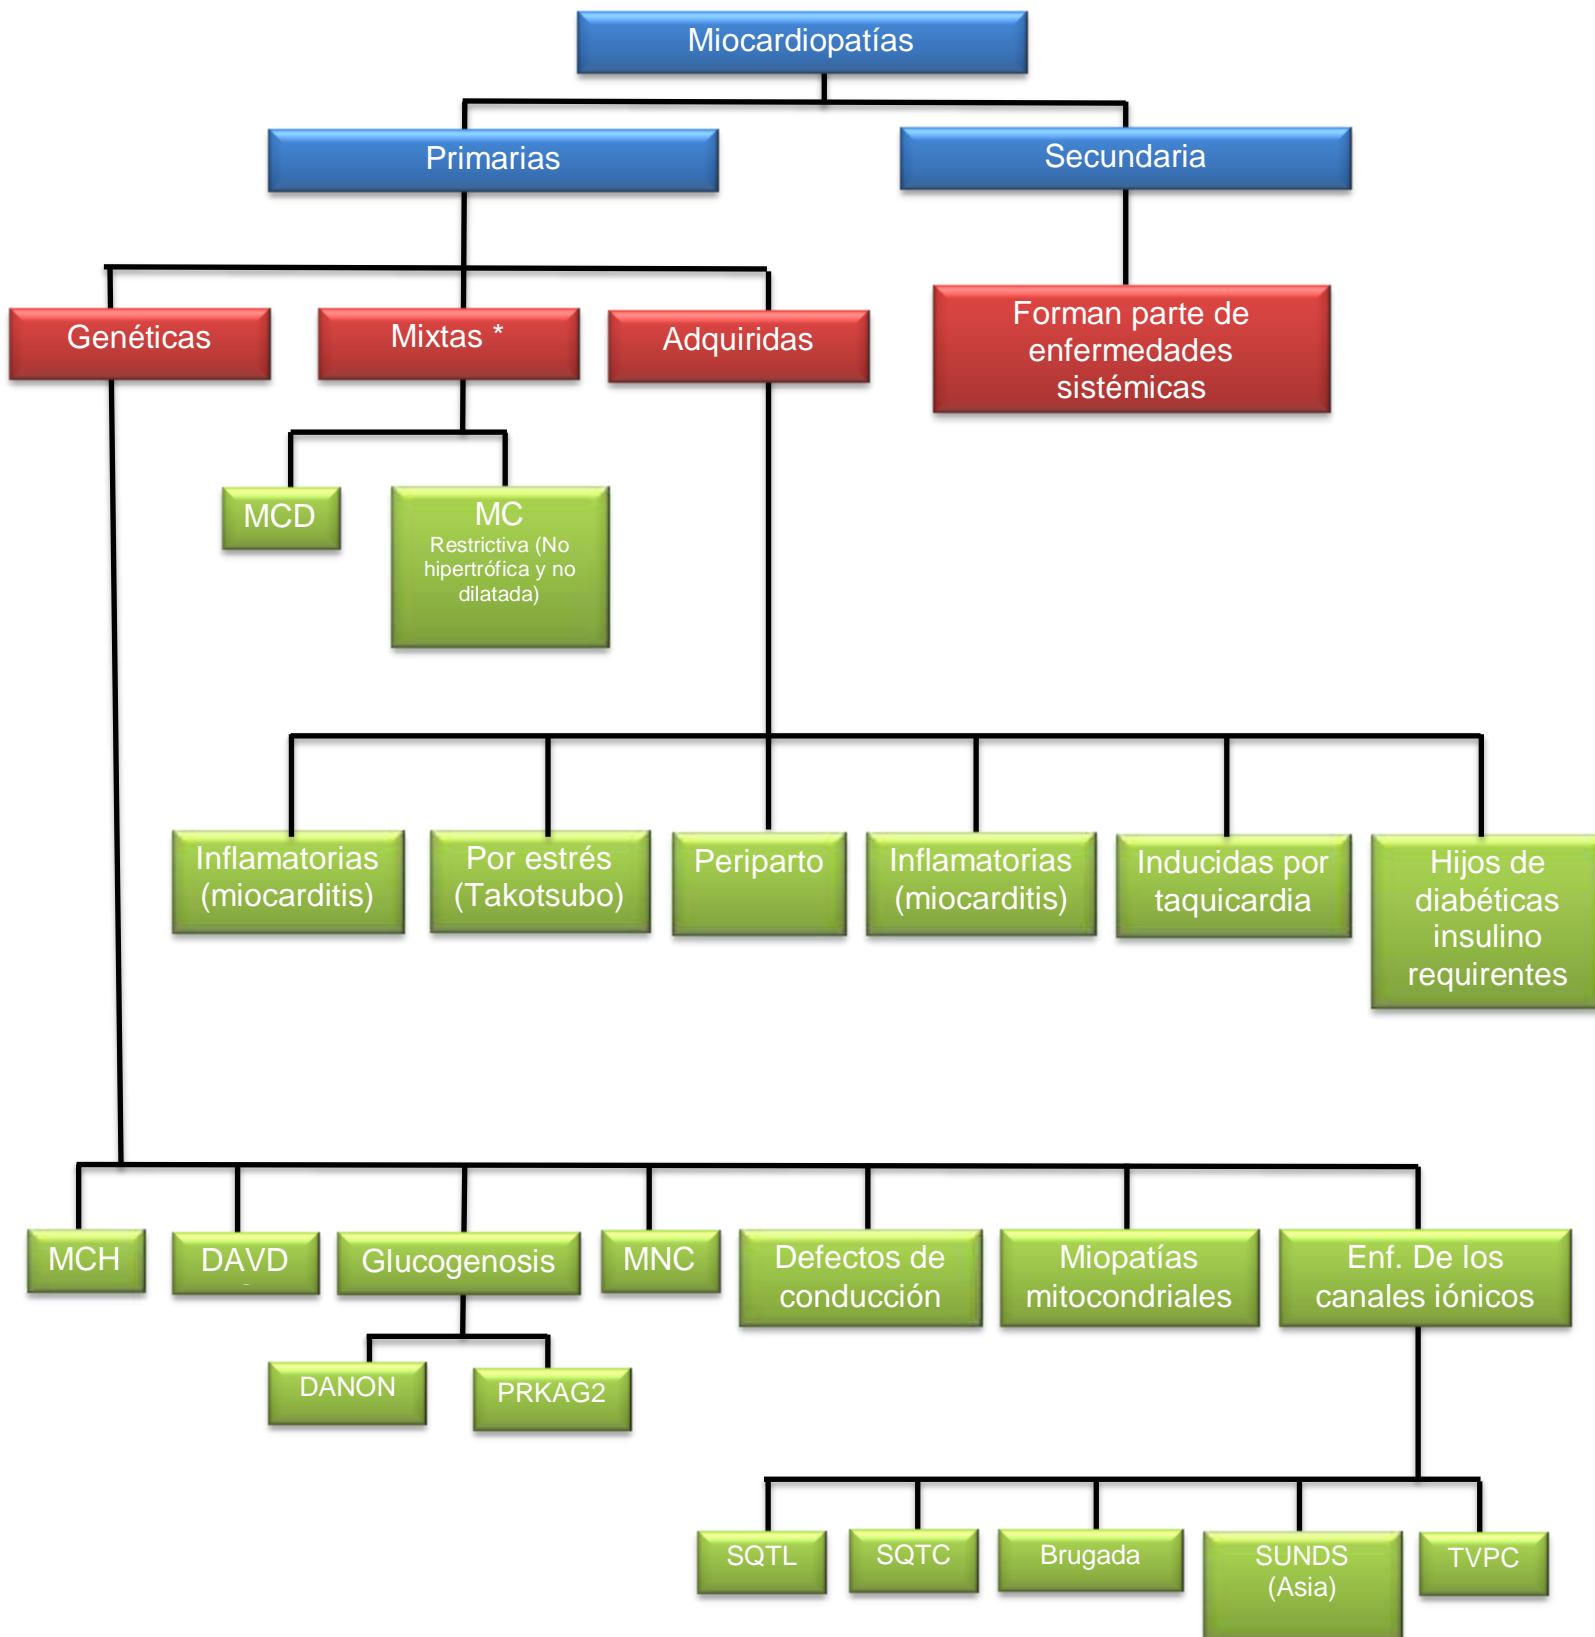 Miocardiopatías
Primarias
Secundaria
Genéticas
Mixtas *
Adquiridas
Forman parte de
enfermedades
sistémicas
MCD
MC
Restrictiva (No
hipertrófica y no
dilatada)
Inflamatorias
(miocarditis)
Por estrés
(Takotsubo)
Periparto
Inflamatorias
(miocarditis)
Inducidas por
taquicardia
Hijos de
diabéticas
insulino
requirentes
MCH
DAVD
Glucogenosis
MNC
Defectos de
conducción
Miopatías
mitocondriales
Enf. De los
canales iónicos
DANON
PRKAG2
SQTL
SQTC
Brugada
SUNDS
(Asia)
TVPC